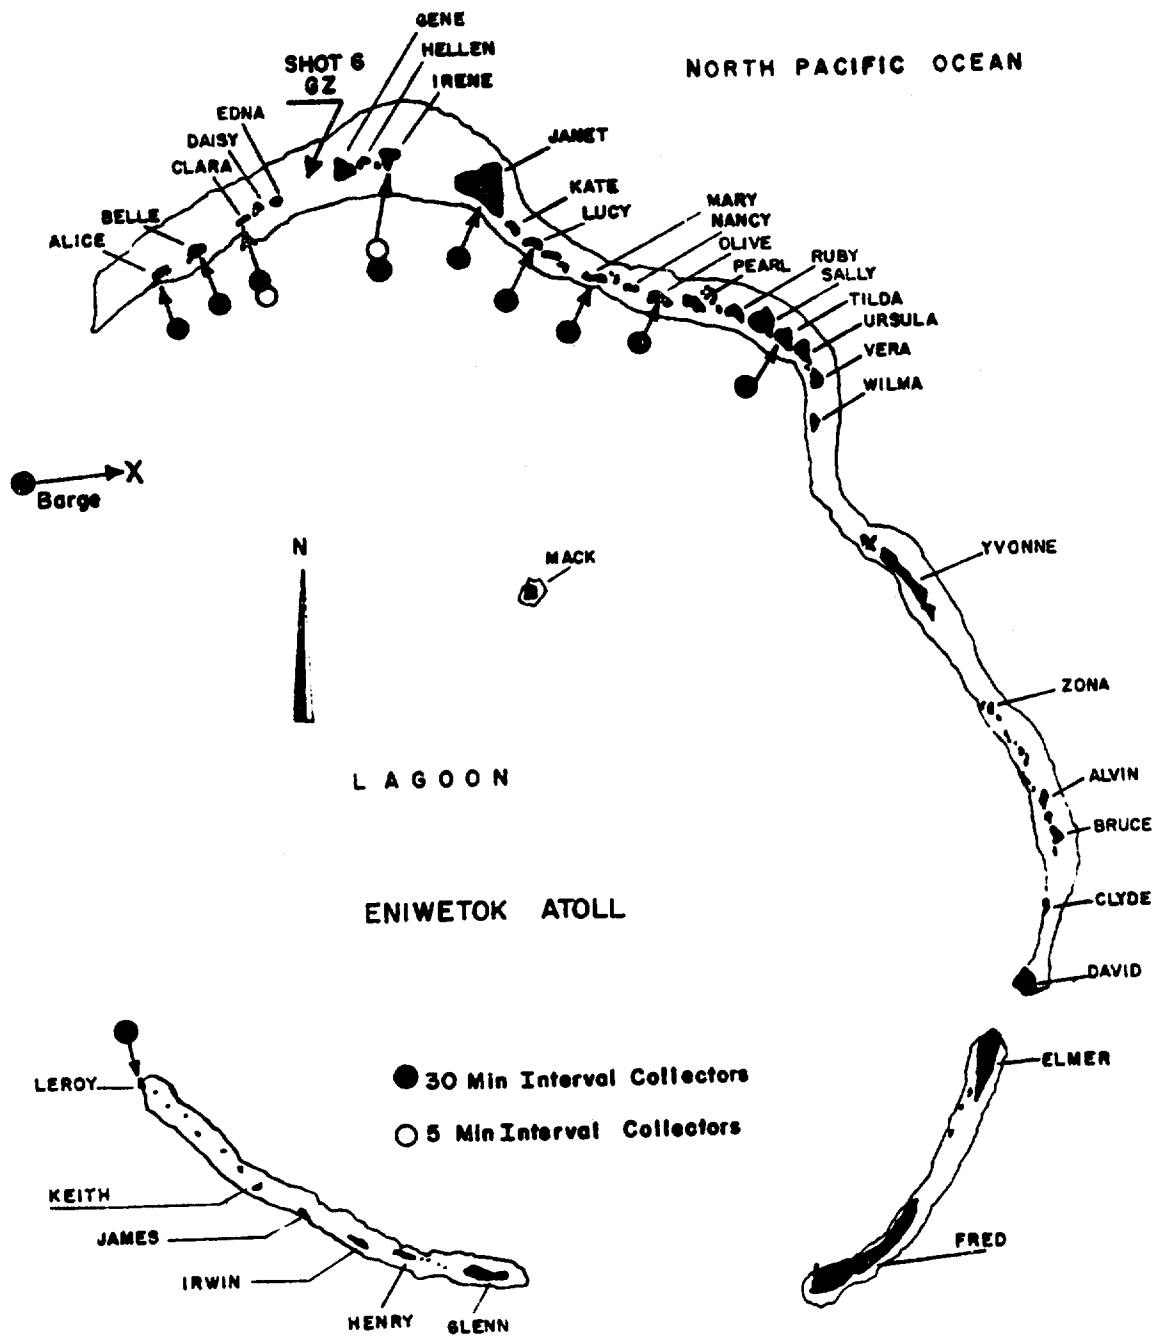 GENE
HELLEN
IRENE
SHOT 6
GZ
NORTH PACIFIC OCEAN
EDNA
DAISY
CLARA
BELLE
ALICE
JANET
KATE
LUCY
MARY
NANCY
OLIVE
PEARL
RUBY
SALLY
TILDA
URSULA
VERA
WILMA
X
Barge
N
MACK
YVONNE
ZONA
LAGOON
ALVIN
BRUCE
ENIWETOK ATOLL
CLYDE
DAVID
LEROY
30 Min Interval Collectors
5 Min Interval Collectors
ELMER
KEITH
JAMES
IRWIN
HENRY
GLENN
FRED